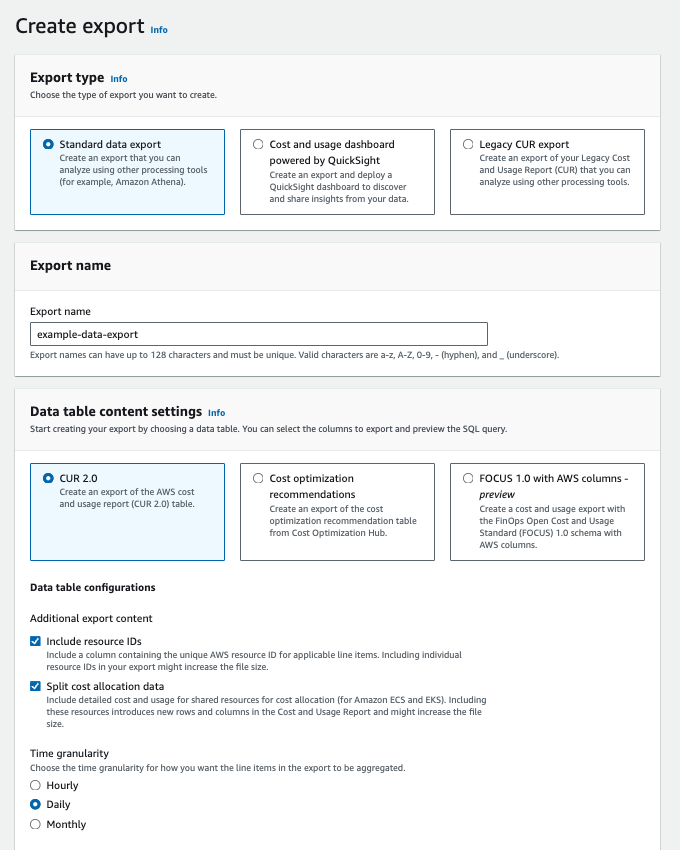 Create export Info
Export type Info
Choose the type of export you want to create.
Standard data export
Create an export that you can
analyze using other processing tools
(for example, Amazon Athena).
Cost and usage dashboard
powered by QuickSight
Create an export and deploy a
QuickSight dashboard to discover
and share insights from your data.
Legacy CUR export
Create an export of your Legacy Cost
and Usage Report (CUR) that you can
analyze using other processing tools.
Export name
Export name
example-data-export
Export names can have up to 128 characters and must be unique. Valid characters are a-z, A-Z, 0-9, - (hyphen), and _ (underscore).
Data table content settings Info
Start creating your export by choosing a data table. You can select the columns to export and preview the SQL query.
CUR 2.0
Create an export of the AWS cost
and usage report (CUR 2.0) table.
Cost optimization
recommendations
Create an export of the cost
optimization recommendation table
from Cost Optimization Hub.
FOCUS 1.0 with AWS columns -
preview
Create a cost and usage export with
the FinOps Open Cost and Usage
Standard (FOCUS) 1.0 schema with
AWS columns.
Data table configurations
Additional export content
Include resource IDs
Include a column containing the unique AWS resource ID for applicable line items. Including individual
resource IDs in your export might increase the file size.
Split cost allocation data
Include detailed cost and usage for shared resources for cost allocation (for Amazon ECS and EKS). Including
these resources introduces new rows and columns in the Cost and Usage Report and might increase the file
size.
Time granularity
Choose the time granularity for how you want the line items in the export to be aggregated.
Hourly
Daily
Monthly